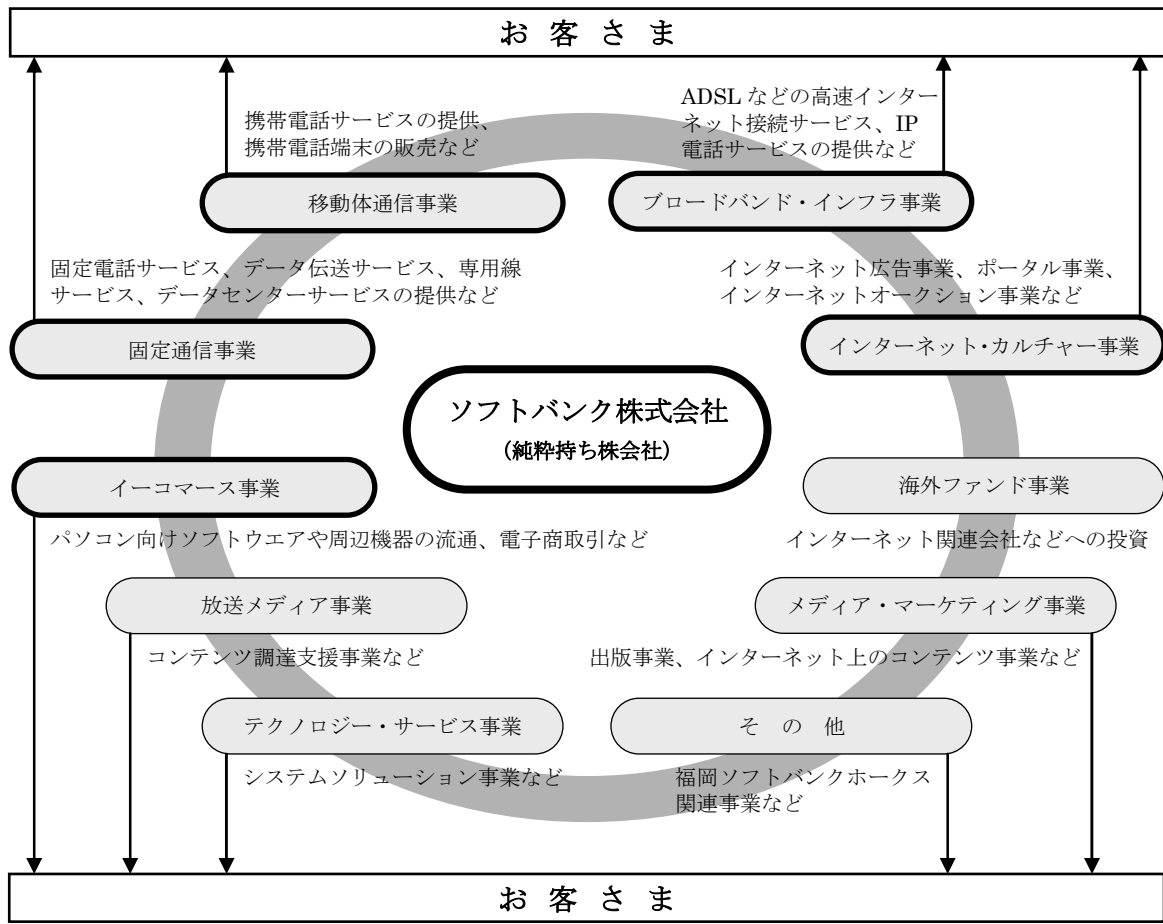 お客さま
携帯電話サービスの提供、
携帯電話端末の販売など
移動体通信事業
ADSL などの高速インター
ネット接続サービス、IP
電話サービスの提供など
ブロードバンド・インフラ事業
固定電話サービス、データ伝送サービス、専用線
サービス、データセンターサービスの提供など
固定通信事業
インターネット広告事業、ポータル事業、
インターネットオークション事業など
インターネット・カルチャー事業
ソフトバンク株式会社
(純粋持ち株会社)
イーコマース事業
パソコン向けソフトウエアや周辺機器の流通、電子商取引など
海外ファンド事業
インターネット関連会社などへの投資
放送メディア事業
コンテンツ調達支援事業など
メディア・マーケティング事業
出版事業、インターネット上のコンテンツ事業など
テクノロジー・サービス事業
システムソリューション事業など
その他
福岡ソフトバンクホークス
関連事業など
お客さま